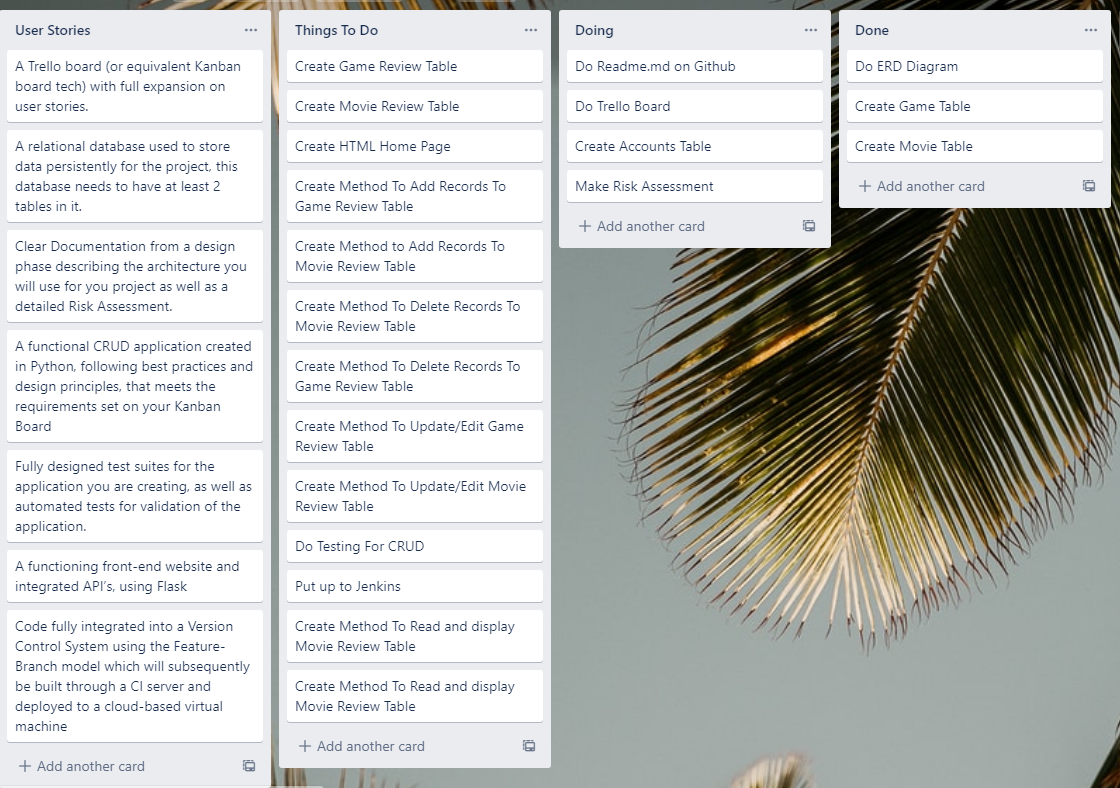 User Stories
A Trello board (or equivalent Kanban
board tech) with full expansion on
user stories.
A relational database used to store
data persistently for the project, this
database needs to have at least 2
tables in it.
Clear Documentation from a design
phase describing the architecture you
will use for you project as well as a
detailed Risk Assessment.
A functional CRUD application created
in Python, following best practices and
design principles, that meets the
requirements set on your Kanban
Board
Fully designed test suites for the
application you are creating, as well as
automated tests for validation of the
application.
A functioning front-end website and
integrated API's, using Flask
Code fully integrated into a Version
Control System using the Feature-
Branch model which will subsequently
be built through a CI server and
deployed to a cloud-based virtual
machine
Add another card
Things To Do
Create Game Review Table
Create Movie Review Table
Create HTML Home Page
Create Method To Add Records To
Game Review Table
Create Method to Add Records To
Movie Review Table
Create Method To Delete Records To
Movie Review Table
Create Method To Delete Records To
Game Review Table
Create Method To Update/Edit Game
Review Table
Create Method To Update/Edit Movie
Review Table
Do Testing For CRUD
Put up to Jenkins
Create Method To Read and display
Movie Review Table
Create Method To Read and display
Movie Review Table
Add another card
Doing
Do Readme.md on Github
Do Trello Board
Create Accounts Table
Make Risk Assessment
Add another card
Done
Do ERD Diagram
Create Game Table
Create Movie Table
Add another card